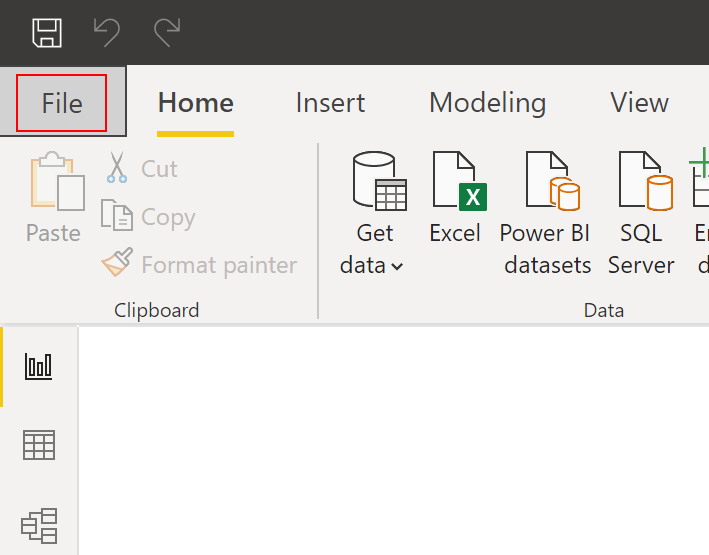 File Home Insert Modeling View
Paste
Cut
Copy
Format painter
Clipboard
Get data
Excel
X
Power BI datasets
SQL Server
Data